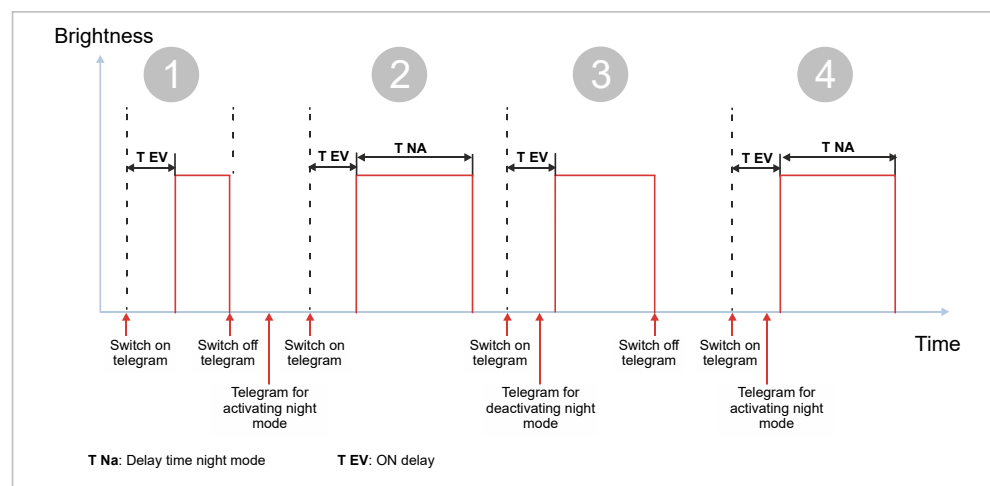 Brightness
1
2
3
4
T EV
T EV
T NA
T EV
T EV
T NA
Switch on
telegram
Switch off
telegram
Switch on
telegram
Switch on
telegram
Switch off
telegram
Switch on
telegram
Time
Telegram for
activating night
mode
Telegram for
deactivating night
mode
Telegram for
activating night
mode
T Na: Delay time night mode
T EV: ON delay